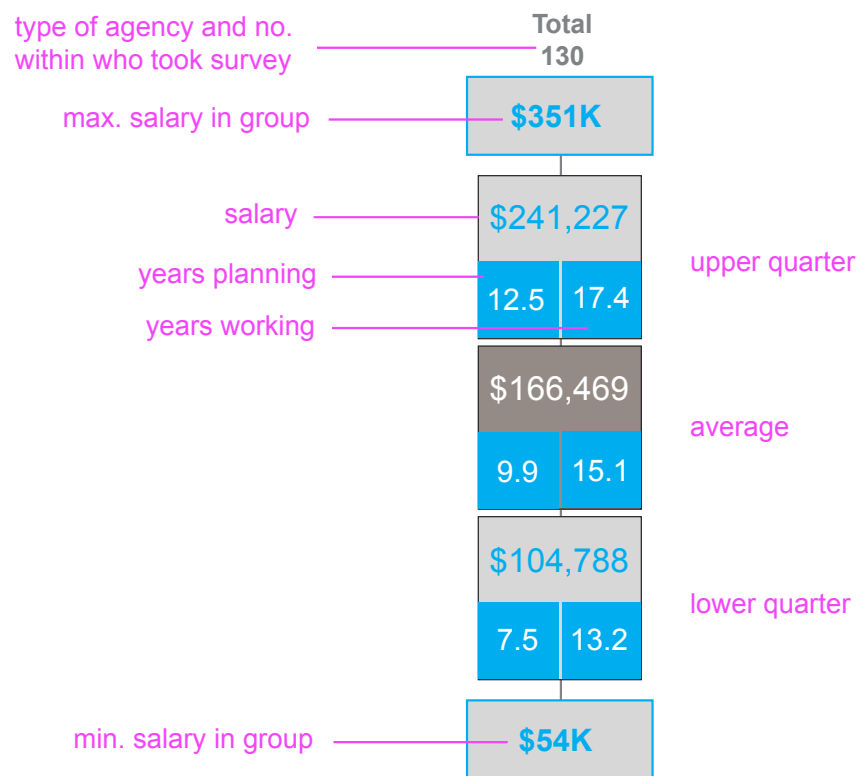 type of agency and no.
within who took survey
Total
130
max. salary in group
$351K
salary
$241,227
upper quarter
years planning
12.5
17.4
years working
$166,469
average
9.9
15.1
$104,788
lower quarter
7.5
13.2
min. salary in group
$54K